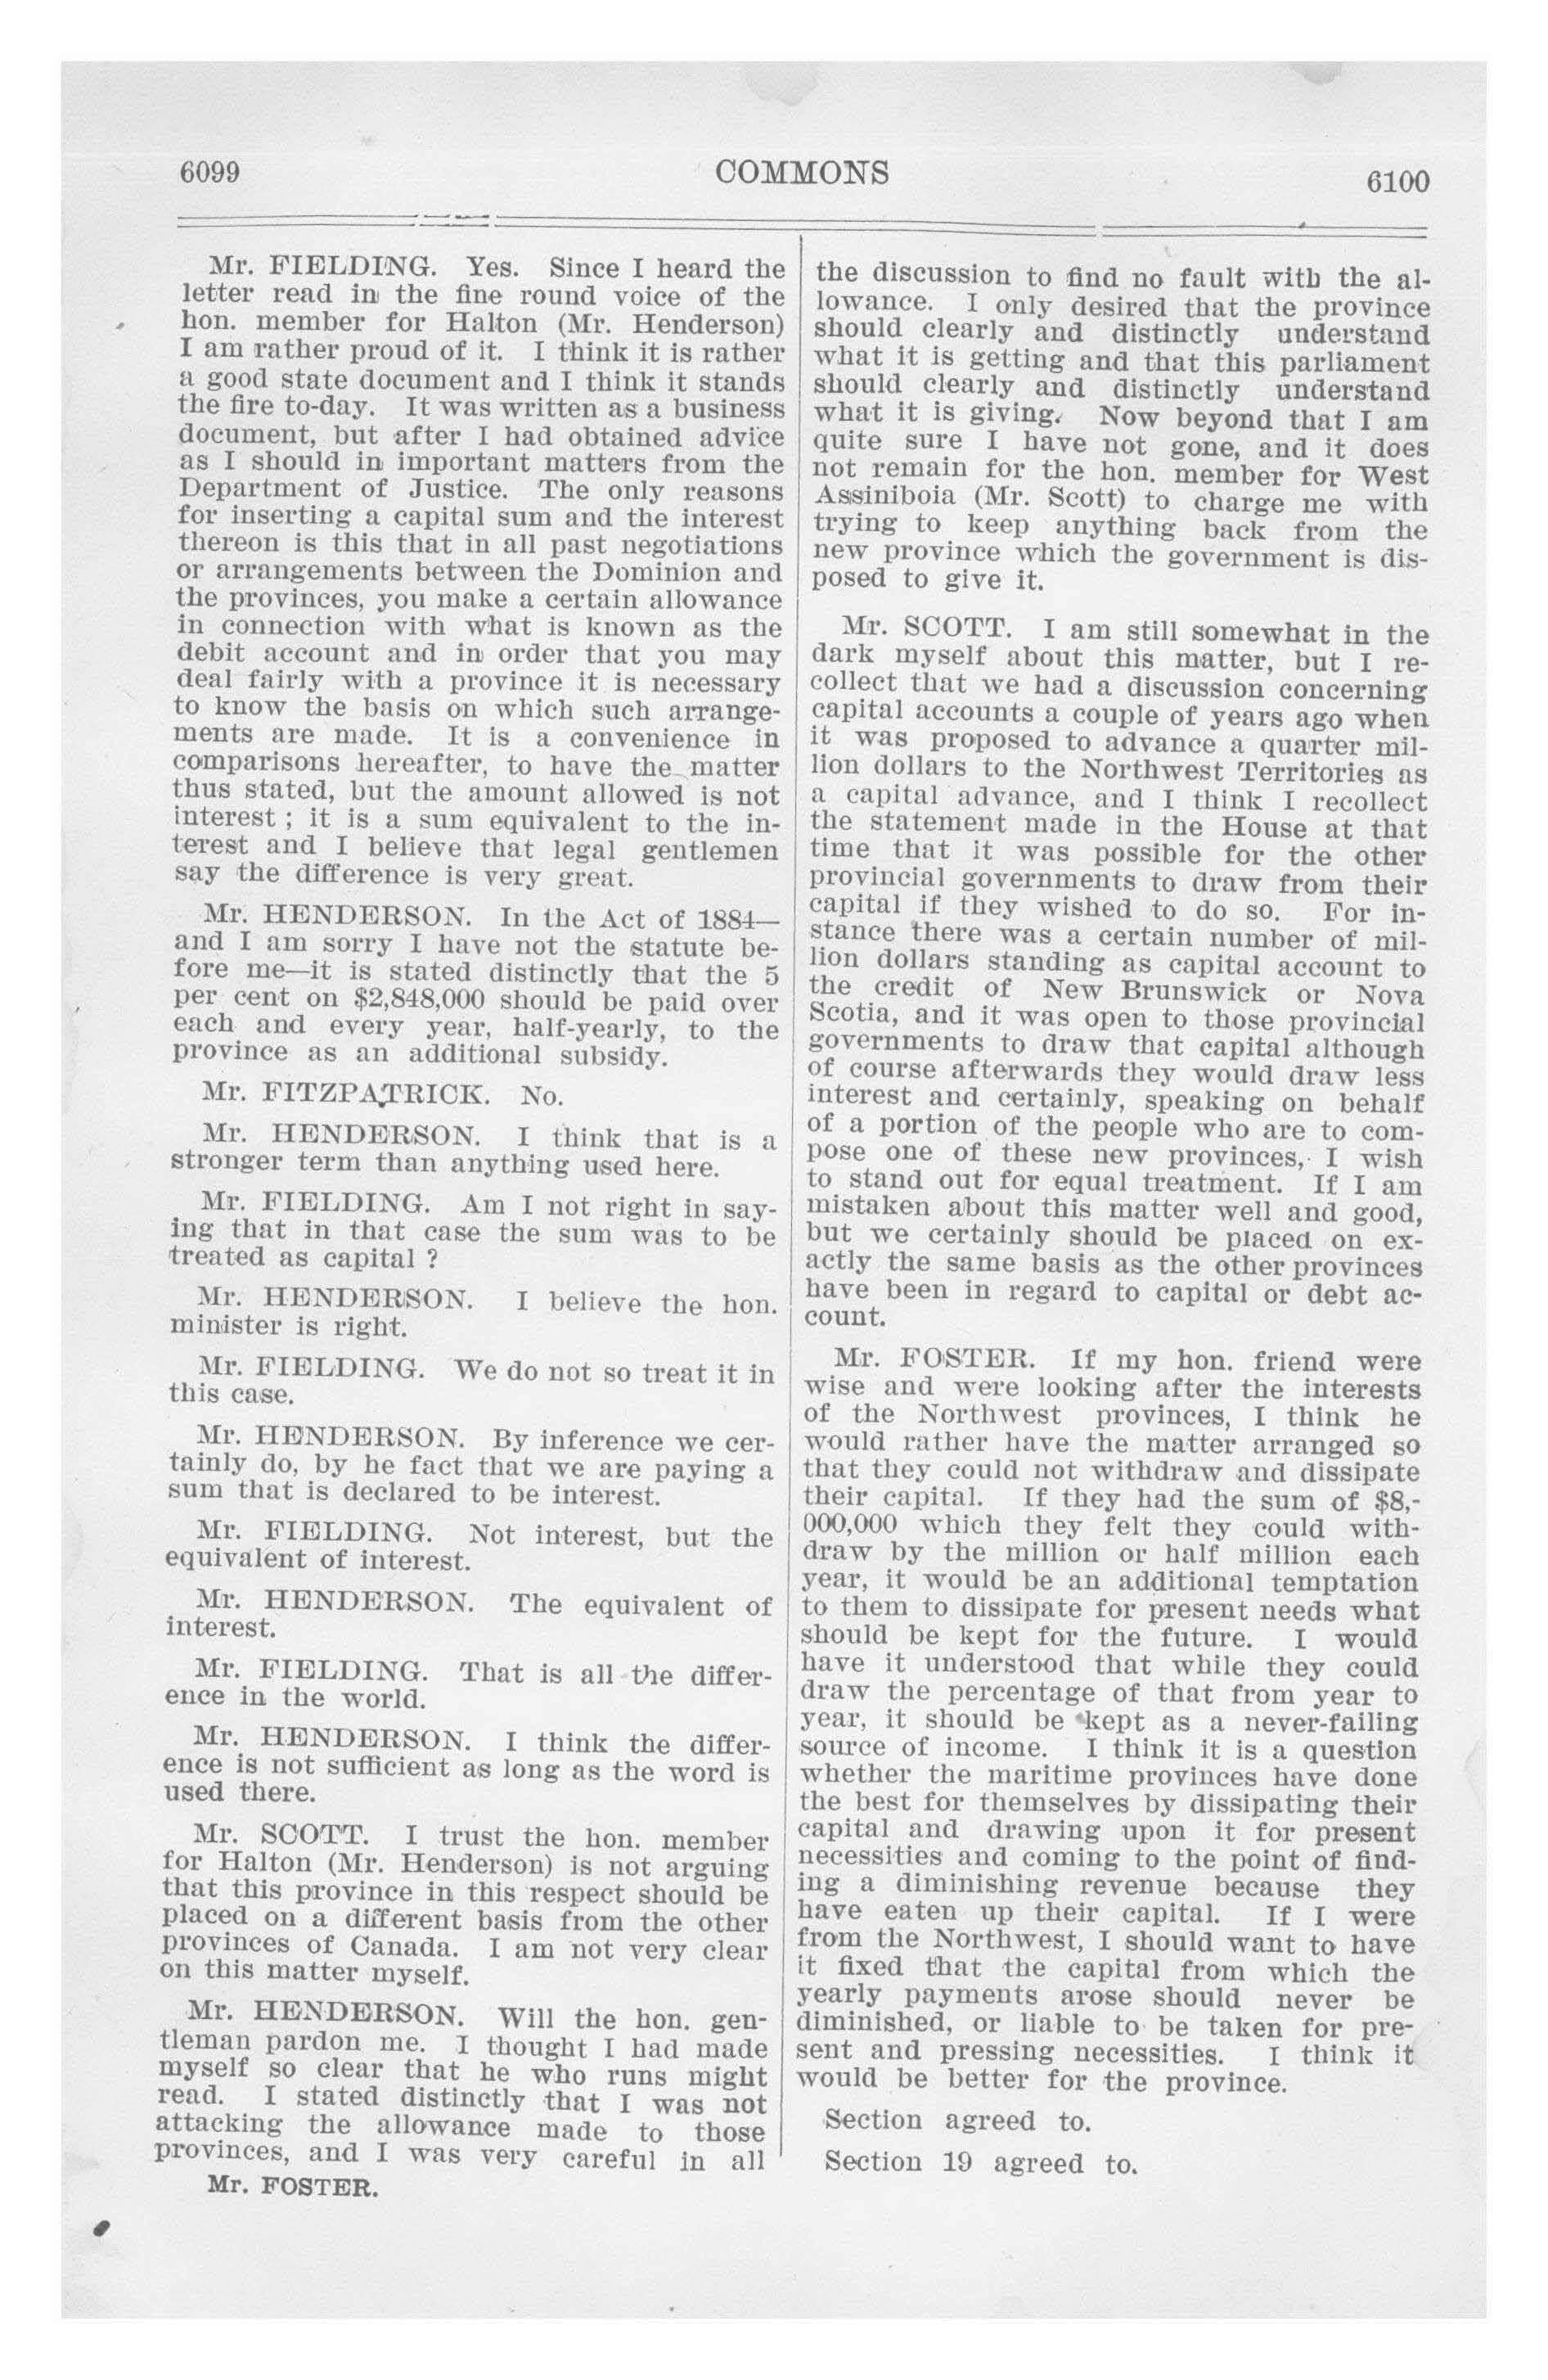 6099
COMMONS
6100
Mr. FIELDING. Yes. Since I heard the
letter read in the fine round voice of the
hon. member for Halton (Mr. Henderson)
I am rather proud of it. I think it is rather
a good state document and I think it stands
the fire to-day. It was written as a business
document, but after I had obtained advice
as I should in important matters from the
Department of Justice. The only reasons
for inserting a capital sum and the interest
thereon is this that in all past negotiations
or arrangements between the Dominion and
the provinces, you make a certain allowance
in connection with what is known as the
debit account and in order that you may
deal fairly with a province it is necessary
to know the basis on which such arrange-
ments are made. It is a convenience in
comparisons hereafter, to have the matter
thus stated, but the amount allowed is not
interest ; it is a sum equivalent to the in-
terest and I believe that legal gentlemen
say the difference is very great.
Mr. HENDERSON. In the Act of 1884—
and I am sorry I have not the statute be-
fore me—it is stated distinctly that the 5
per cent on $2,848,000 should be paid over
each and every year, half-yearly, to the
province as an additional subsidy.
Mr. FITZPATRICK. No.
Mr. HENDERSON. I think that is a
stronger term than anything used here.
Mr. FIELDING. Am I not right in say-
ing that in that case the sum was to be
treated as capital ?
Mr. HENDERSON. I believe the hon.
minister is right.
Mr. FIELDING. We do not so treat it in
this case.
Mr. HENDERSON. By inference we cer-
tainly do, by he fact that we are paying a
sum that is declared to be interest.
Mr. FIELDING. Not interest, but the
equivalent of interest.
Mr. HENDERSON. The equivalent of
interest.
Mr. FIELDING. That is all the differ-
ence in the world.
Mr. HENDERSON. I think the differ-
ence is not sufficient as long as the word is
used there.
Mr. SCOTT. I trust the hon. member
for Halton (Mr. Henderson) is not arguing
that this province in this respect should be
placed on a different basis from the other
provinces of Canada. I am not very clear
on this matter myself.
Mr. HENDERSON. Will the hon. gen-
tleman pardon me. I thought I had made
myself so clear that he who runs might
read. I stated distinctly that I was not
attacking the allowance made to those
provinces, and I was very careful in all
Mr. FOSTER.
the discussion to find no fault with the al-
lowance. I only desired that the province
should clearly and distinctly understand
what it is getting and that this parliament
should clearly and distinctly understand
what it is giving. Now beyond that I am
quite sure I have not gone, and it does
not remain for the hon. member for West
Assiniboia (Mr. Scott) to charge me with
trying to keep anything back from the
new province which the government is dis-
posed to give it.
Mr. SCOTT. I am still somewhat in the
dark myself about this matter, but I re-
collect that we had a discussion concerning
capital accounts a couple of years ago when
it was proposed to advance a quarter mil-
lion dollars to the Northwest Territories as
a capital advance, and I think I recollect
the statement made in the House at that
time that it was possible for the other
provincial governments to draw from their
capital if they wished to do so. For in-
stance there was a certain number of mil-
lion dollars standing as capital account to
the credit of New Brunswick or Nova
Scotia, and it was open to those provincial
governments to draw that capital although
of course afterwards they would draw less
interest and certainly, speaking on behalf
of a portion of the people who are to com-
pose one of these new provinces, I wish
to stand out for equal treatment. If I am
mistaken about this matter well and good,
but we certainly should be placed on ex-
actly the same basis as the other provinces
have been in regard to capital or debt ac-
count.
Mr. FOSTER. If my hon. friend were
wise and were looking after the interests
of the Northwest provinces, I think he
would rather have the matter arranged so
that they could not withdraw and dissipate
their capital. If they had the sum of $8,-
000,000 which they felt they could with-
draw by the million or half million each
year, it would be an additional temptation
to them to dissipate for present needs what
should be kept for the future. I would
have it understood that while they could
draw the percentage of that from year to
year, it should be kept as a never-failing
source of income. I think it is a question
whether the maritime provinces have done
the best for themselves by dissipating their
capital and drawing upon it for present
necessities and coming to the point of find-
ing a diminishing revenue because they
have eaten up their capital. If I were
from the Northwest, I should want to have
it fixed that the capital from which the
yearly payments arose should never be
diminished, or liable to be taken for pre-
sent and pressing necessities. I think it
would be better for the province.
Section agreed to.
Section 19 agreed to.